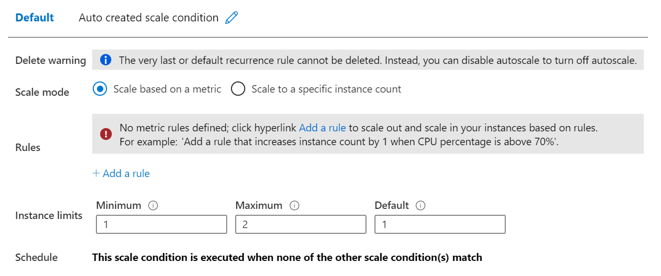 Default Auto created scale condition
Delete warning The very last or default recurrence rule cannot be deleted. Instead, you can disable autoscale to turn off autoscale.
Scale mode Scale based on a metric Scale to a specific instance count
No metric rules defined; click hyperlink Add a rule to scale out and scale in your instances based on rules.
Rules For example: 'Add a rule that increases instance count by 1 when CPU percentage is above 70%'.
+ Add a rule
Minimum Maximum Default
Instance limits 1 2 1
Schedule This scale condition is executed when none of the other scale condition(s) match